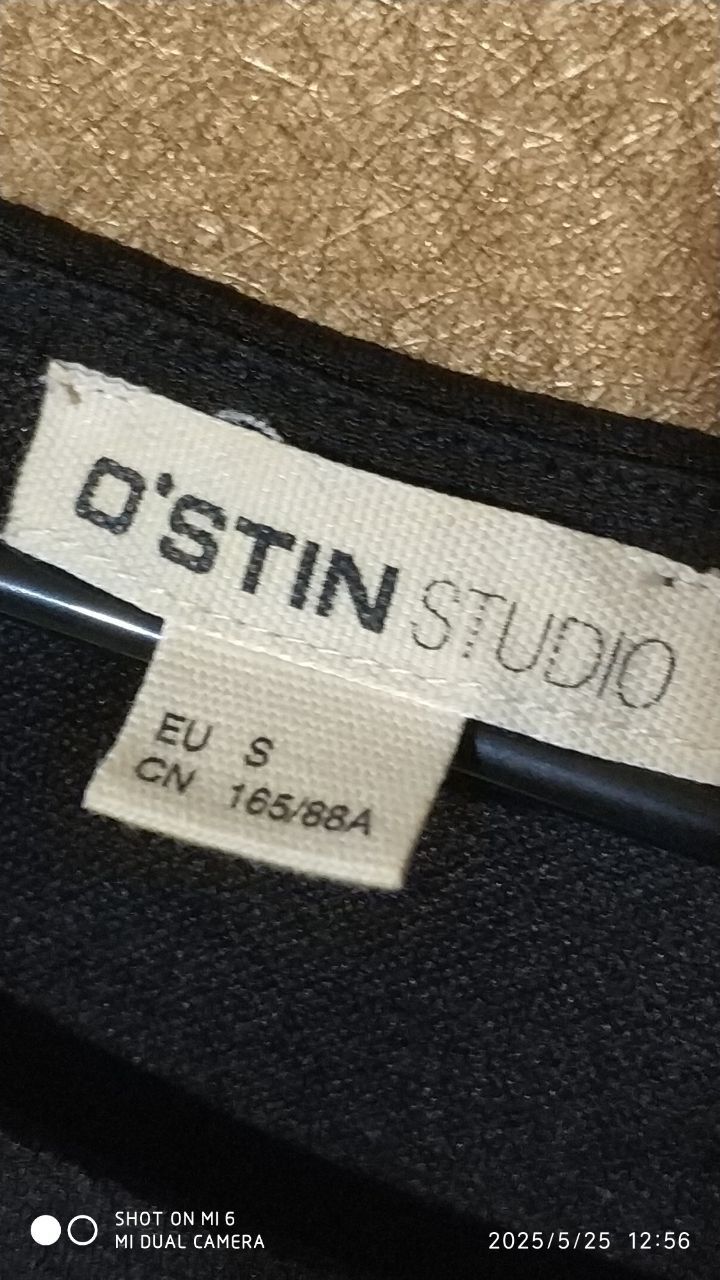 O'STIN STUDIO
EU S
CN 165/88A
SHOT ON MI 6
MI DUAL CAMERA
2025/5/25 12:56